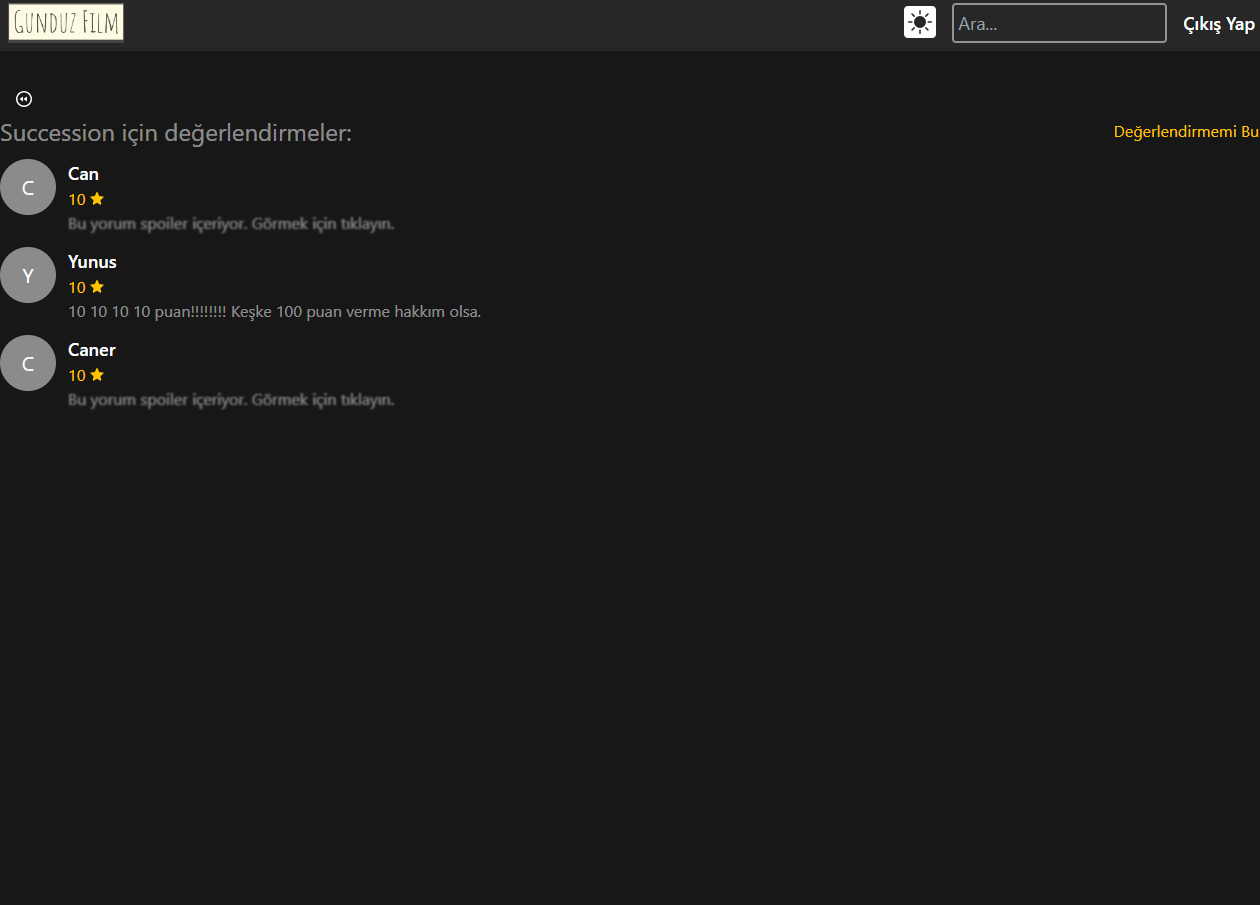 GUNDUZ FILM
Ara...
Çıkış Yap
Succession için değerlendirmeler:
Değerlendirmemi Bu
C
Can
10
Bu yorum spoiler içeriyor. Görmek için tıklayın.
Y
Yunus
10
10 10 10 10 puan!!!!!!!! Keşke 100 puan verme hakkım olsa.
C
Caner
10
Bu yorum spoiler içeriyor. Görmek için tıklayın.